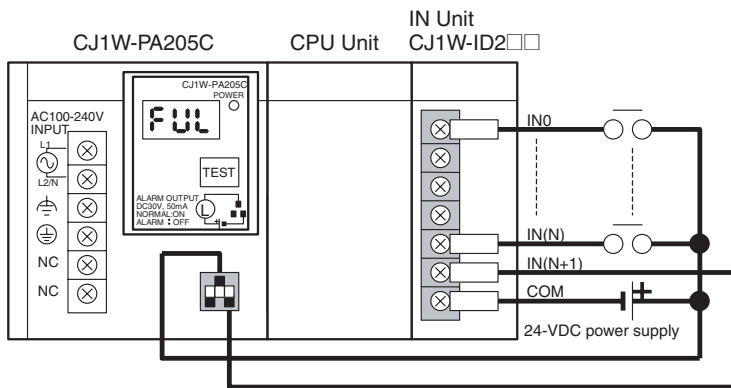 IN Unit
CJ1W-PA205C
CPU Unit
CJ1W-ID2□□
CJ1W-PA205C
POWER
FUL
TEST
AC100-240V
INPUT
L1
L2/N
NC
NC
ALARM OUTPUT
DC30V, 50mA
NORMAL:ON
ALARM : OFF
L
+
IN0
IN(N)
IN(N+1)
COM
+
24-VDC power supply